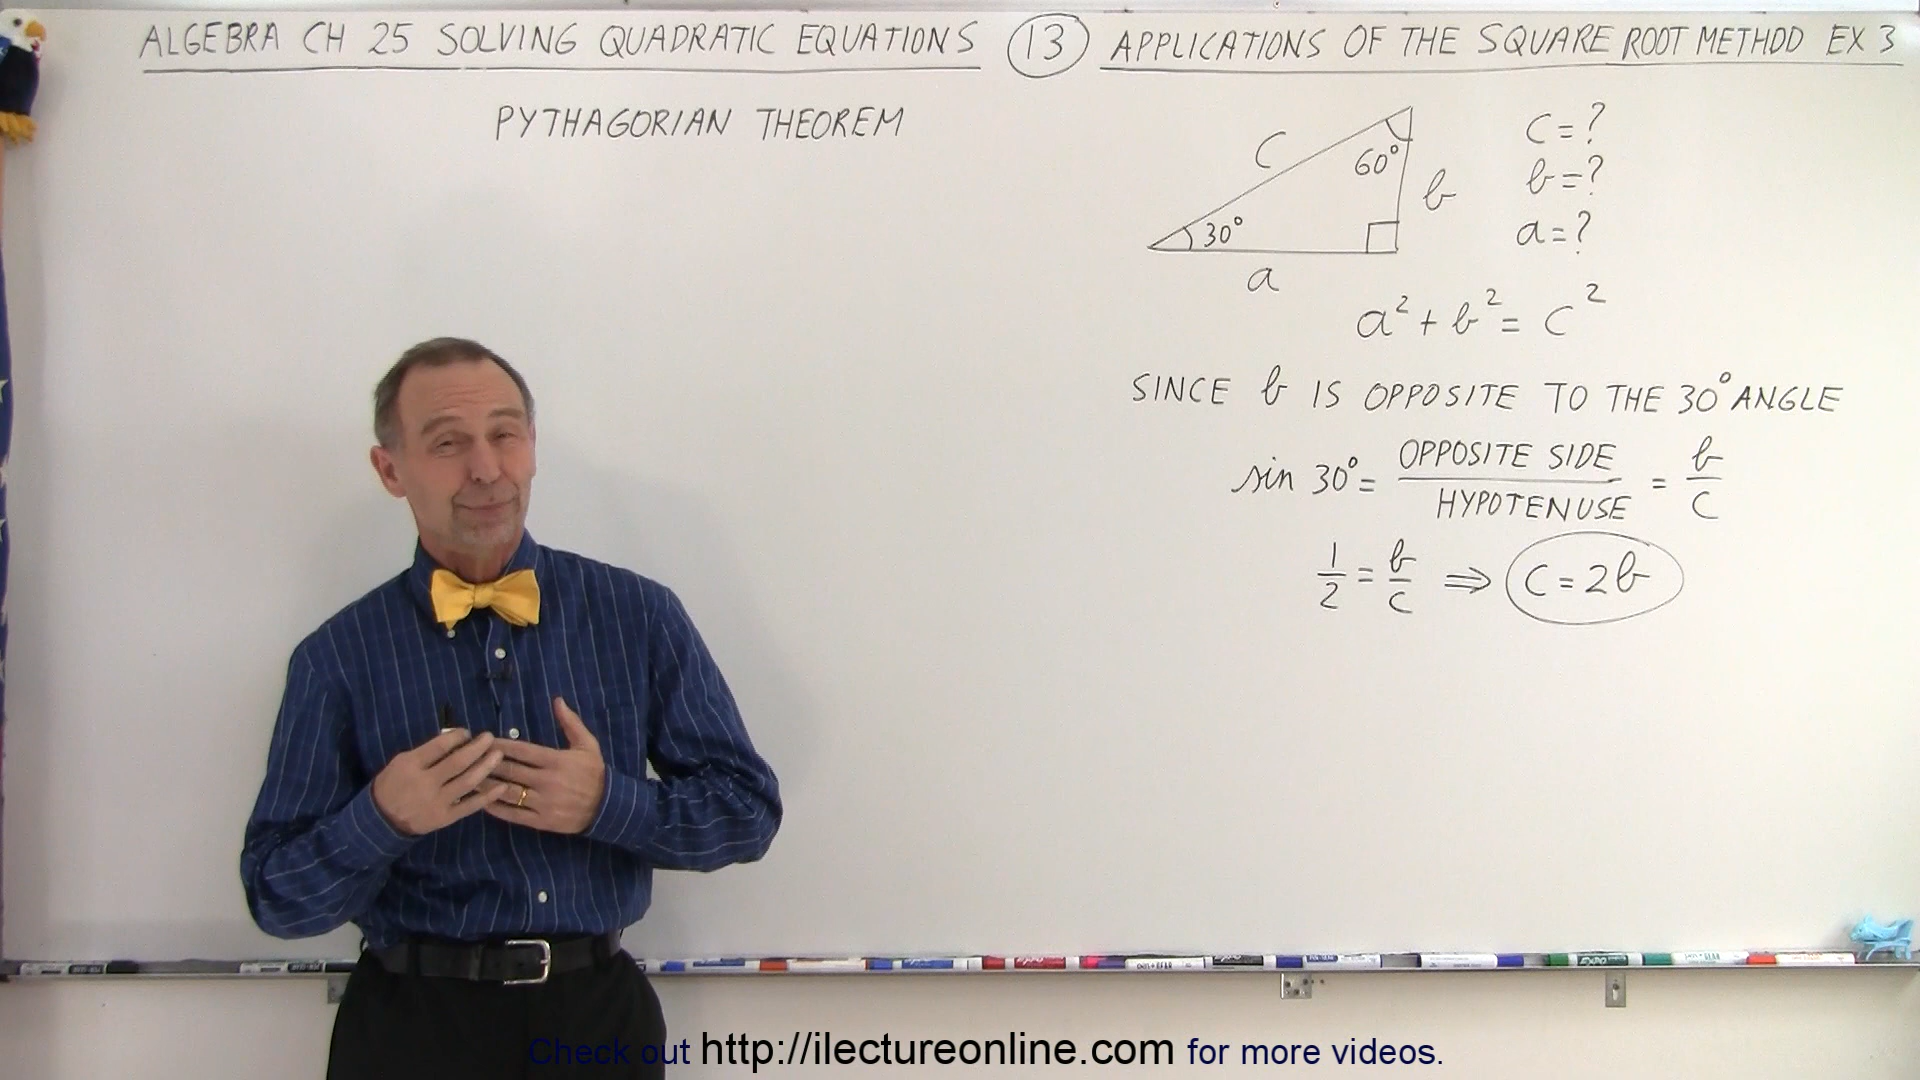 ALGEBRA CH 25 SOLVING QUADRATIC EQUATIONS 13 APPLICATIONS OF THE SQUARE ROOT METHOD EX 3
PYTHAGORIAN THEOREM
c 60° b
30°
a
c = ?
b = ?
a = ?
a² + b² = c²
SINCE b IS OPPOSITE TO THE 30° ANGLE
sin 30° = OPPOSITE SIDE / HYPOTENUSE = b / c
1/2 = b/c ⇒ c = 2b
Check out http://ilectureonline.com for more videos.